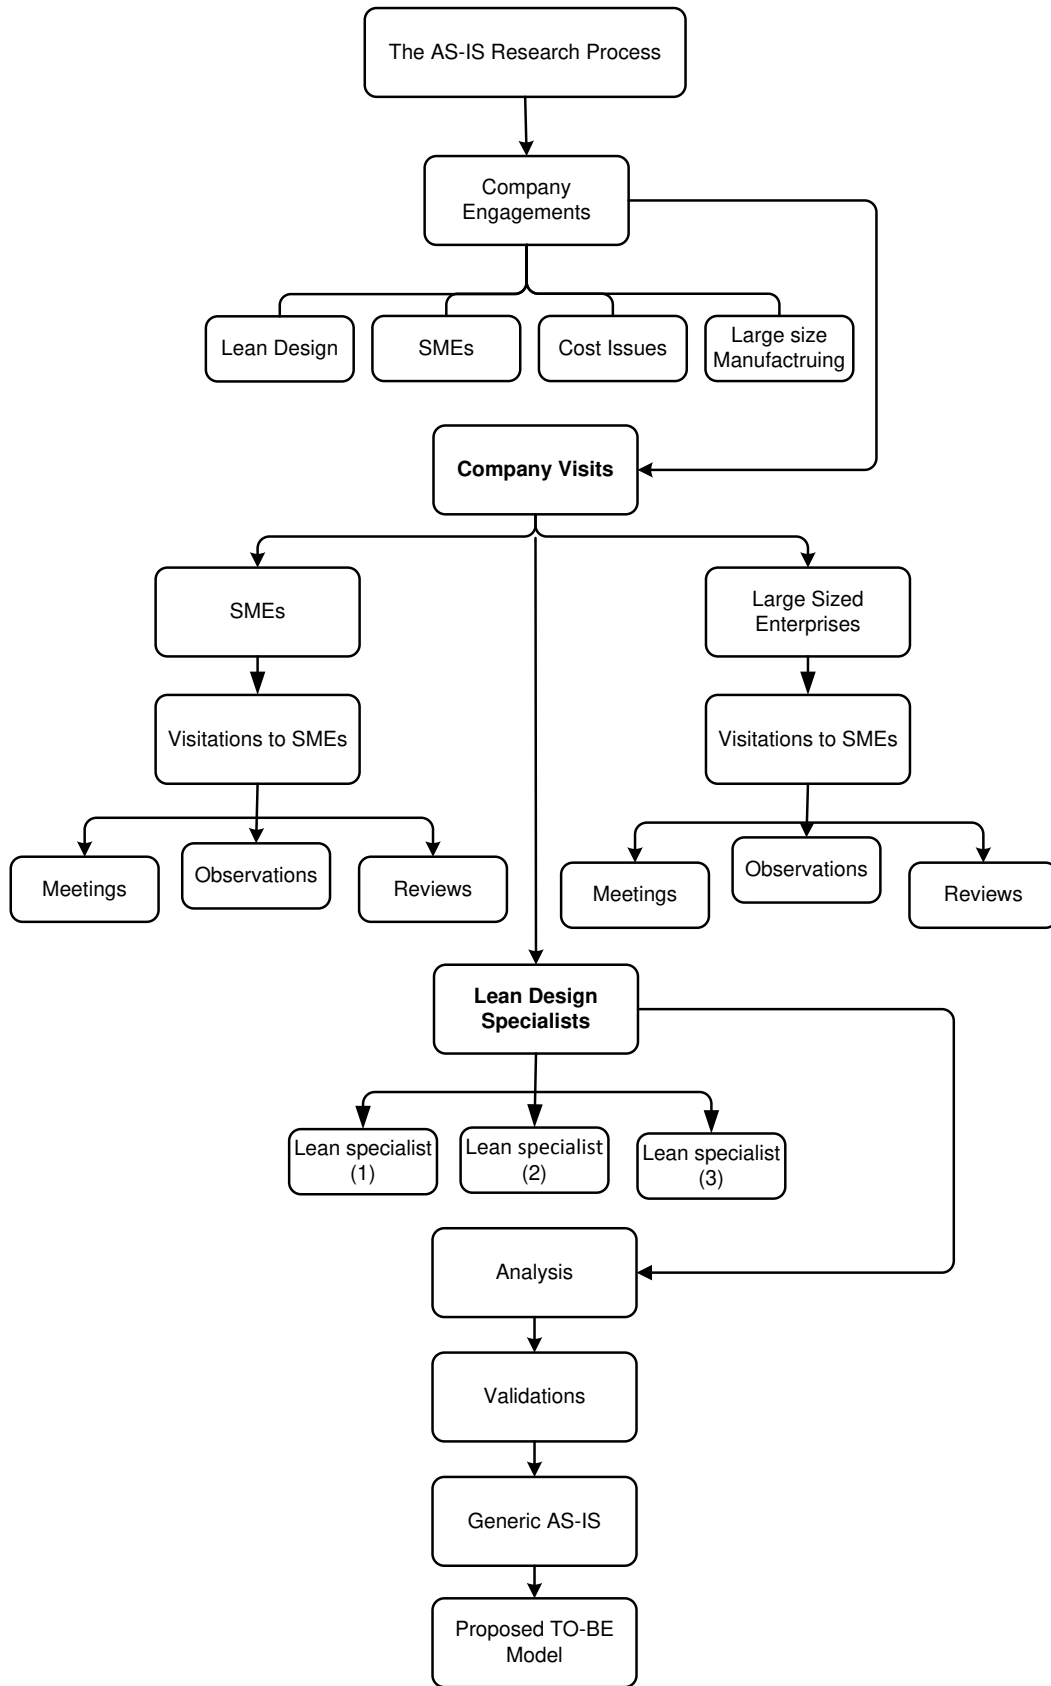 The AS-IS Research Process
Company
Engagements
Lean Design
SMEs
Cost Issues
Large size
Manufactruing
Company Visits
SMEs
Large Sized
Enterprises
Visitations to SMEs
Visitations to SMEs
Meetings
Observations
Reviews
Meetings
Observations
Reviews
Lean Design
Specialists
Lean specialist
(1)
Lean specialist
(2)
Lean specialist
(3)
Analysis
Validations
Generic AS-IS
Proposed TO-BE
Model